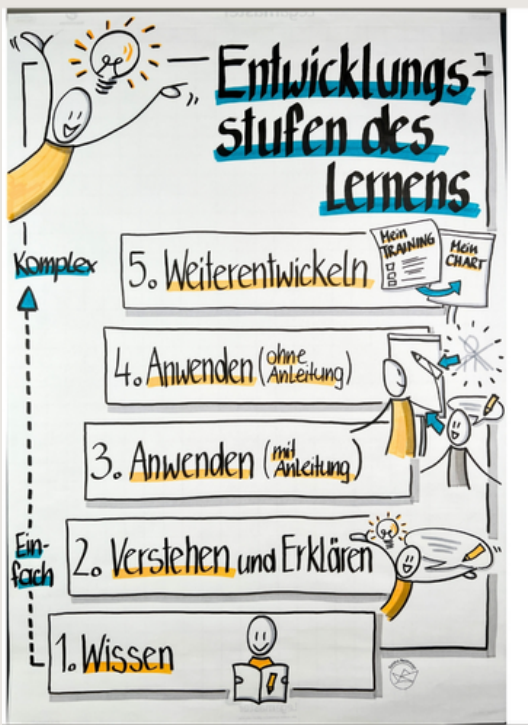 Entwicklungs-
stufen des
Lernens
Komplex
5. Weiterentwickeln
Mein
TRAINING
Mein
CHART
4. Anwenden (ohne
Anleitung)
3. Anwenden (mit
Anleitung)
Ein-
fach
2. Verstehen und Erklären
1. Wissen